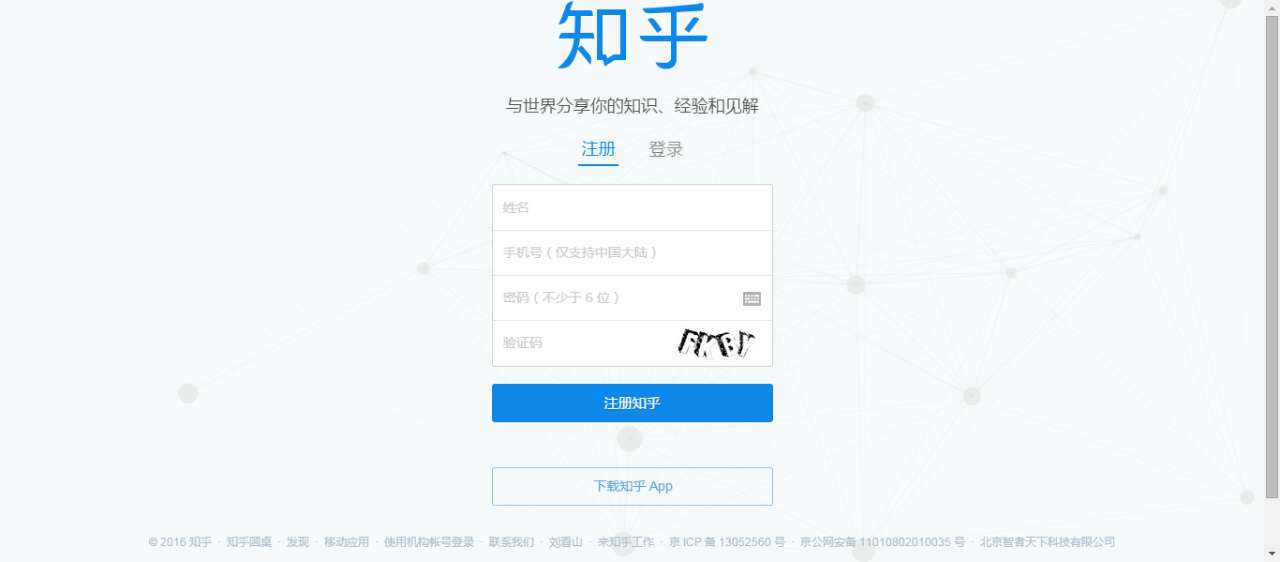 知乎
与世界分享你的知识、经验和见解
注册 登录
姓名
手机号（仅支持中国大陆）
密码（不少于 6 位）
验证码
注册知乎
下载知乎 App
© 2016 知乎 · 知乎圆桌 · 发现 · 移动应用 · 使用机构帐号登录 · 联系我们 · 刘看山 · 来知乎工作 · 京 ICP 备 13052560 号 · 京公网安备 11010802010035 号 · 北京智者天下科技有限公司